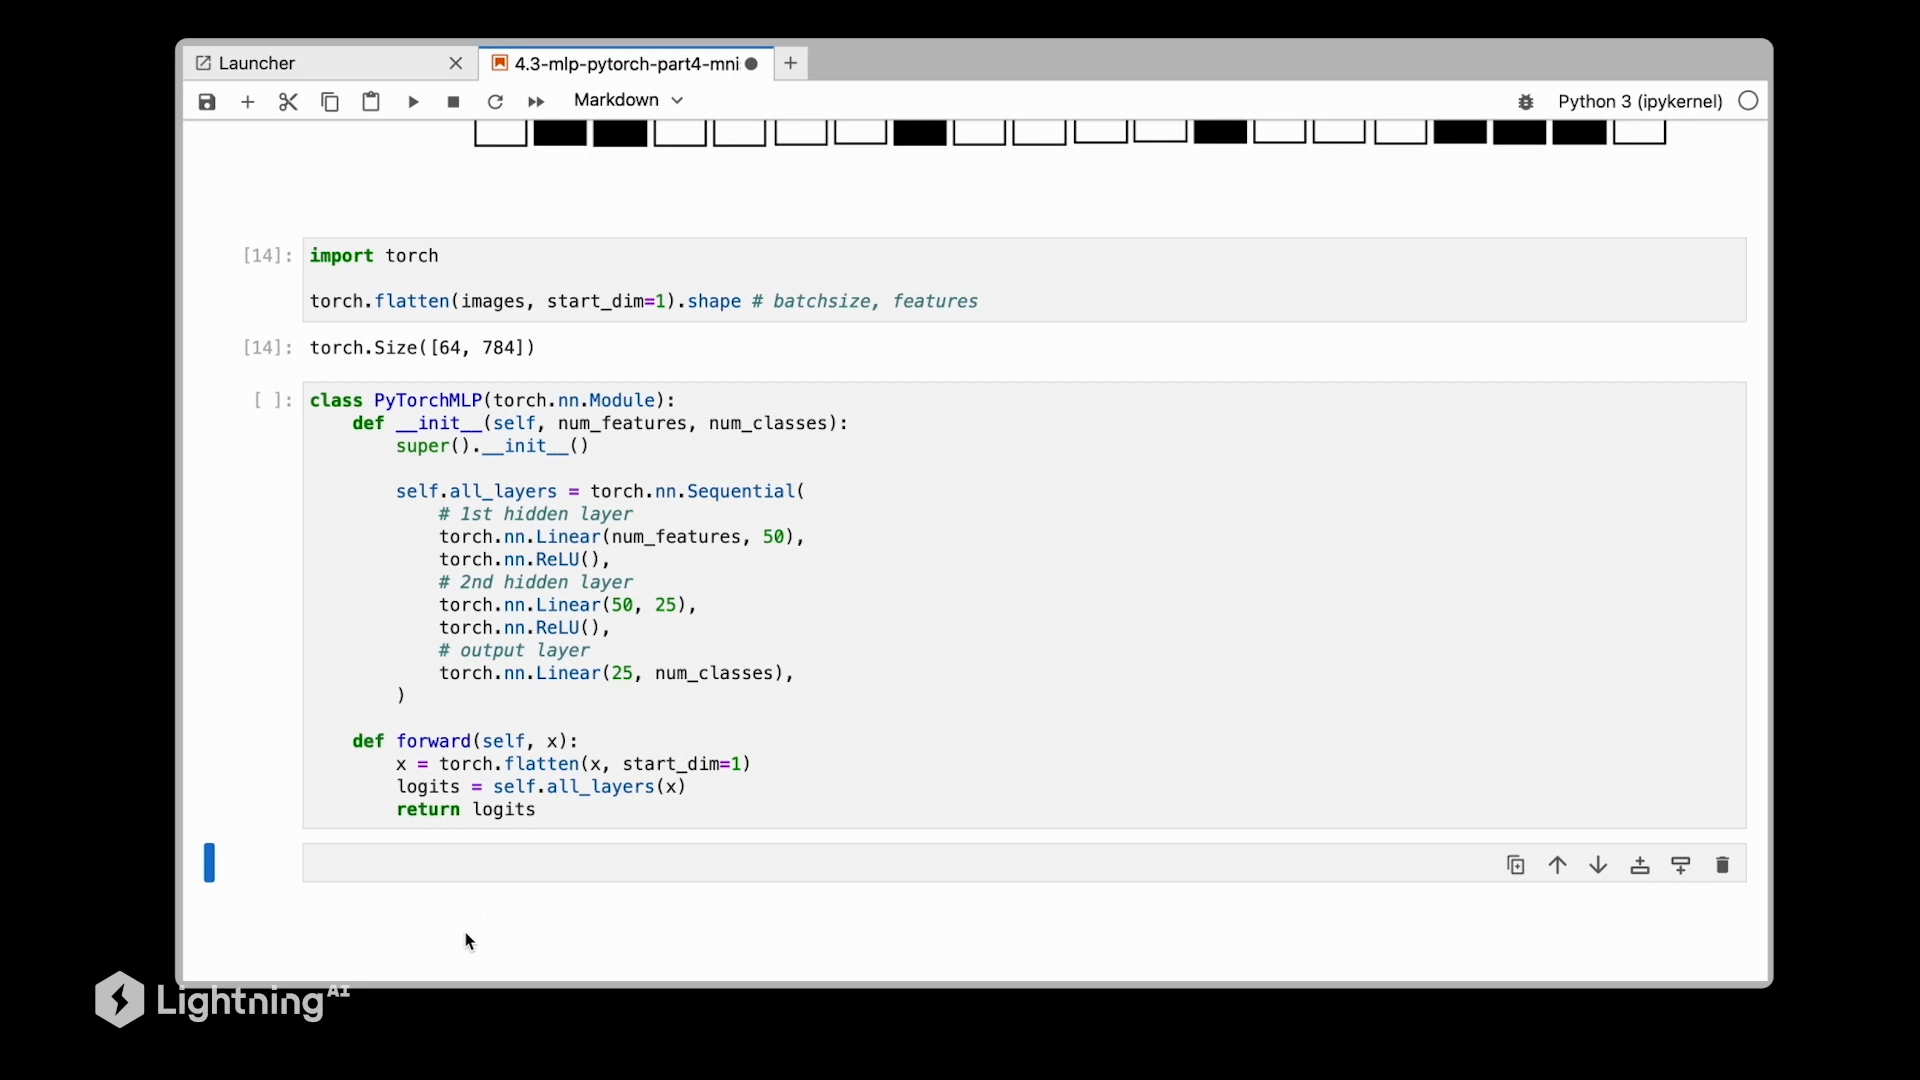 Launcher
4.3-mlp-pytorch-part4-mni
Markdown
Python 3 (ipykernel)
[14]:
import torch
torch.flatten(images, start_dim=1).shape # batchsize, features
[14]:
torch.Size([64, 784])
[ ]:
class PyTorchMLP(torch.nn.Module):
    def __init__(self, num_features, num_classes):
        super().__init__()
        self.all_layers = torch.nn.Sequential(
            # 1st hidden layer
            torch.nn.Linear(num_features, 50),
            torch.nn.ReLU(),
            # 2nd hidden layer
            torch.nn.Linear(50, 25),
            torch.nn.ReLU(),
            # output layer
            torch.nn.Linear(25, num_classes),
        )
    def forward(self, x):
        x = torch.flatten(x, start_dim=1)
        logits = self.all_layers(x)
        return logits
Lightning AI